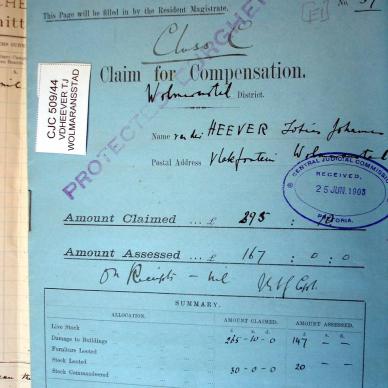 This Page will be filled in by the Resident Magistrate.
No. 
Class C
Claim for Compensation.
District.
CJC 509/44
VDHEEVER TJ
WOLMARANSSTAD
PROTECTED BURGHER
Name van der HEEVER Tobias Johannes
Postal Address Vlakfontein
CENTRAL JUDICIAL COMMISSION
RECEIVED
25 JUN. 1903
PRETORIA.
Amount Claimed ... £ 295 : 10
Amount Assessed ... £ 167 : 0 : 0
On Receipts - nil
SUMMARY.
ALLOCATION. AMOUNT CLAIMED. AMOUNT ASSESSED.
£ s. d. £ s. d.
Live Stock
Damage to Buildings 265-10-0 147 - -
Furniture Looted
Stock Looted
Stock Commandeered 30-0-0 20 - -